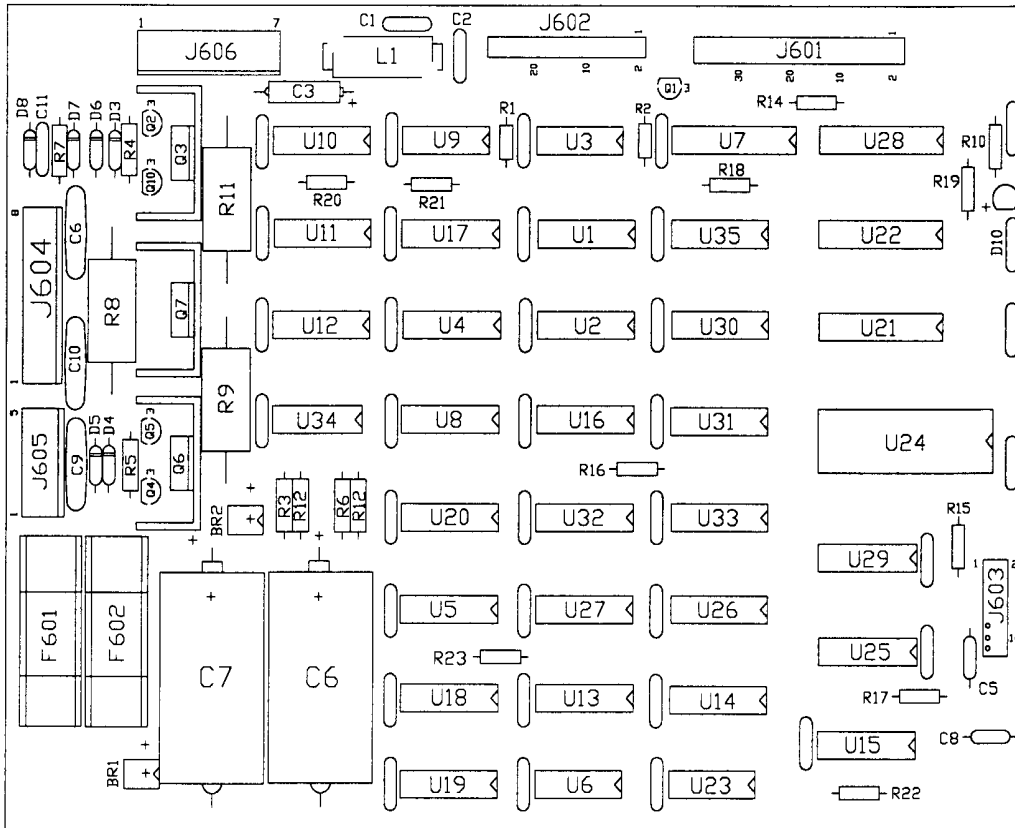 C1 C2
1 7 J602 1
J606 L1 J601 1
20 10 2
30 20 10 2
C3 + Q1 3
R14
D8 C11 D7 D6 D3 Q2 3
R7 R4 Q3 R1 R2 R10
U10 U9 U3 U7 U28
Q10 3 R11 R20 R21 R18 R19
+
8 C6 U11 U17 U1 U35 U22 D10
J604 R8 Q7
U12 U4 U2 U30 U21
C10
1 R9
5 D5 D4 Q5 3 U34 U8 U16 U31 U24
J605 C9 R5 Q6
Q4 3 R16
1 BR2 + + R3 R12 R6 R12
U20 U32 U33 R15
+ +
F601 F602 U29 1 2
J603
+ + U5 U27 U26
U25 1
R23
C7 C6 C5
U18 U13 U14 R17
+ C8
BR1 + U15
U19 U6 U23
R22